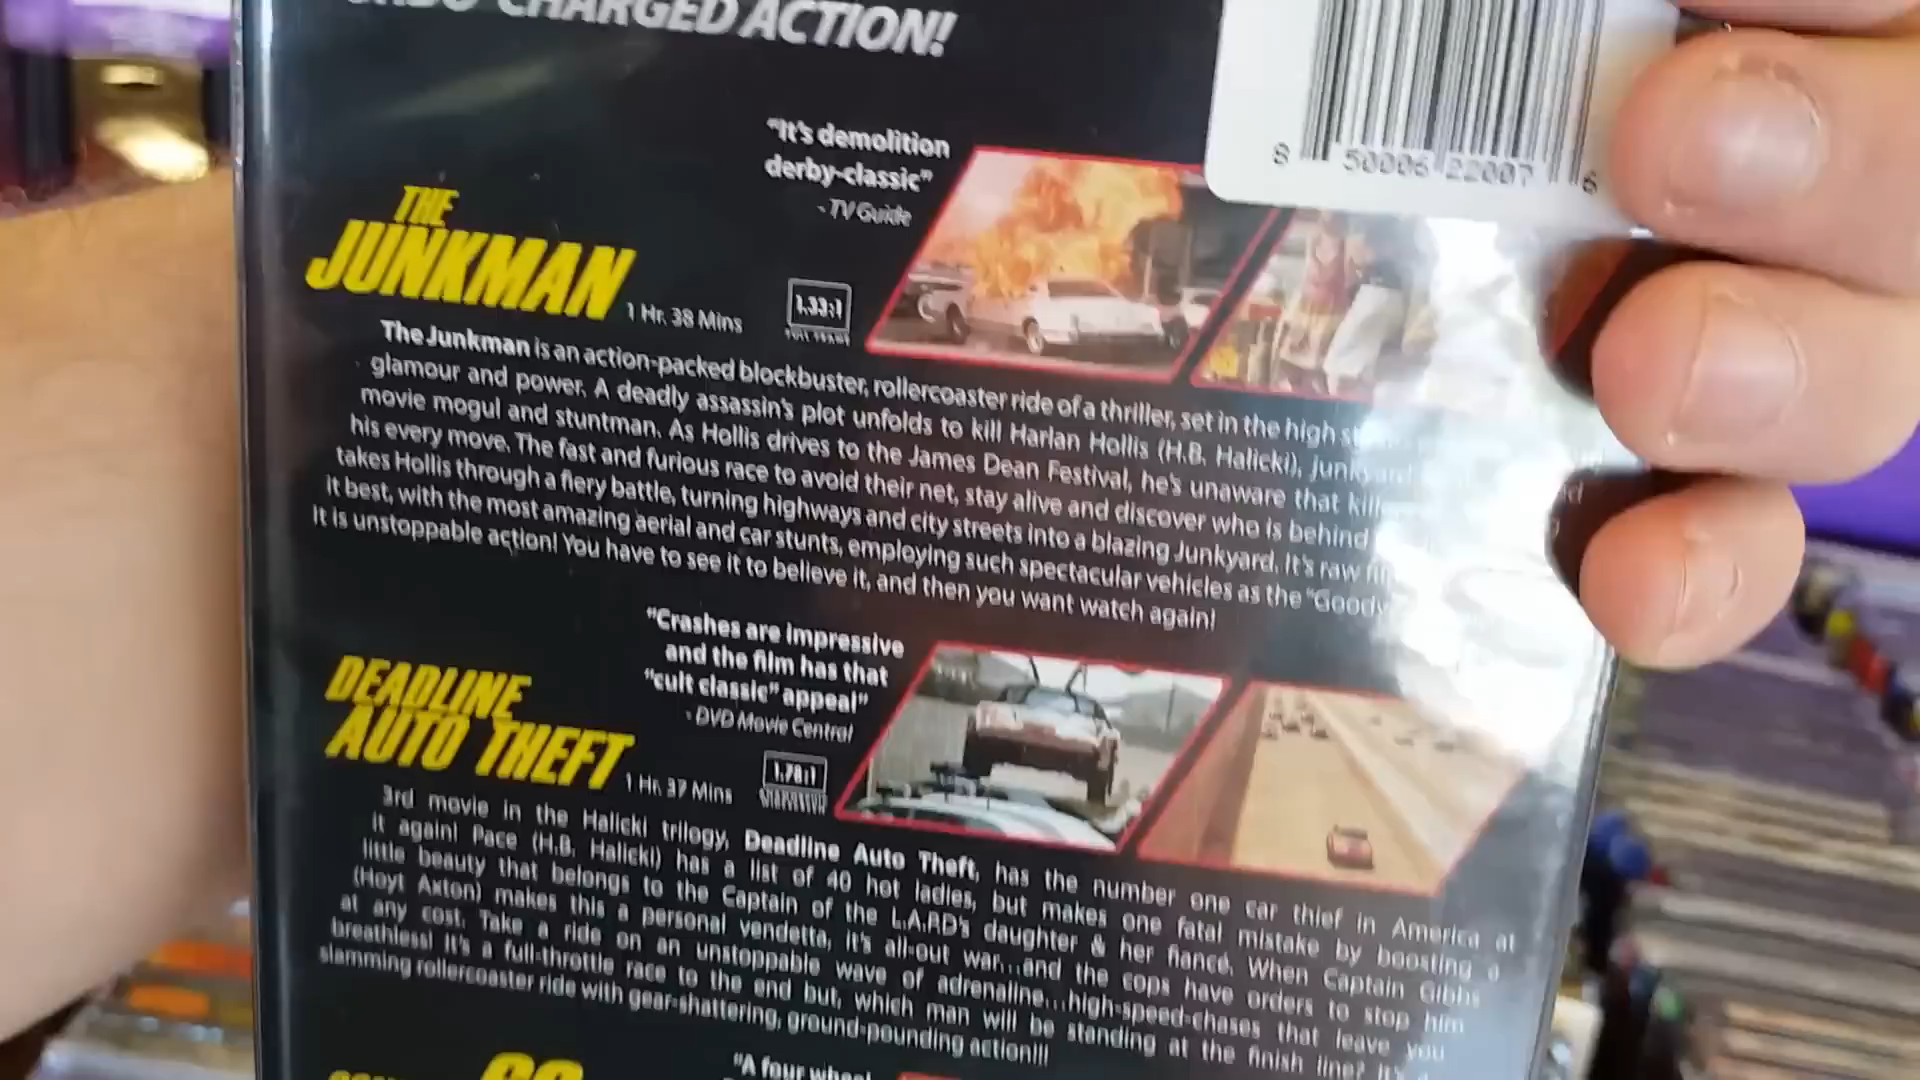 CHARGED ACTION!
8 50006 22007 6
"It's demolition
derby-classic"
- TV Guide
THE
JUNKMAN
1 Hr. 38 Mins
1.33:1
FULL FRAME
The Junkman is an action-packed blockbuster, rollercoaster ride of a thriller, set in the high
glamour and power. A deadly assassin's plot unfolds to kill Harlan Hollis (H.B. Halicki), Junkyard
movie mogul and stuntman. As Hollis drives to the James Dean Festival, he's unaware that
his every move. The fast and furious race to avoid their net, stay alive and discover who is behind
takes Hollis through a fiery battle, turning highways and city streets into a blazing Junkyard. It's raw
it best, with the most amazing aerial and car stunts, employing such spectacular vehicles as the "Goody
It is unstoppable action! You have to see it to believe it, and then you want watch again!
"Crashes are impressive
and the film has that
"cult classic" appeal"
- DVD Movie Central
DEADLINE
AUTO THEFT
1 Hr. 37 Mins
1.78:1
3rd movie in the Halicki trilogy, Deadline Auto Theft, has the number one car thief in America at
it again! Pace (H.B. Halicki) has a list of 40 hot ladies, but makes one fatal mistake by boosting a
little beauty that belongs to the Captain of the L.A.P.D's daughter & her fiancé. When Captain Gibbs
(Hoyt Axton) makes this a personal vendetta, it's all-out war...and the cops have orders to stop him
at any cost. Take a ride on an unstoppable wave of adrenaline...high-speed-chases that leave you
breathless! It's a full-throttle race to the end but, which man will be standing at the finish line? It's a
slamming rollercoaster ride with gear-shattering, ground-pounding action!!!
"A four wheel